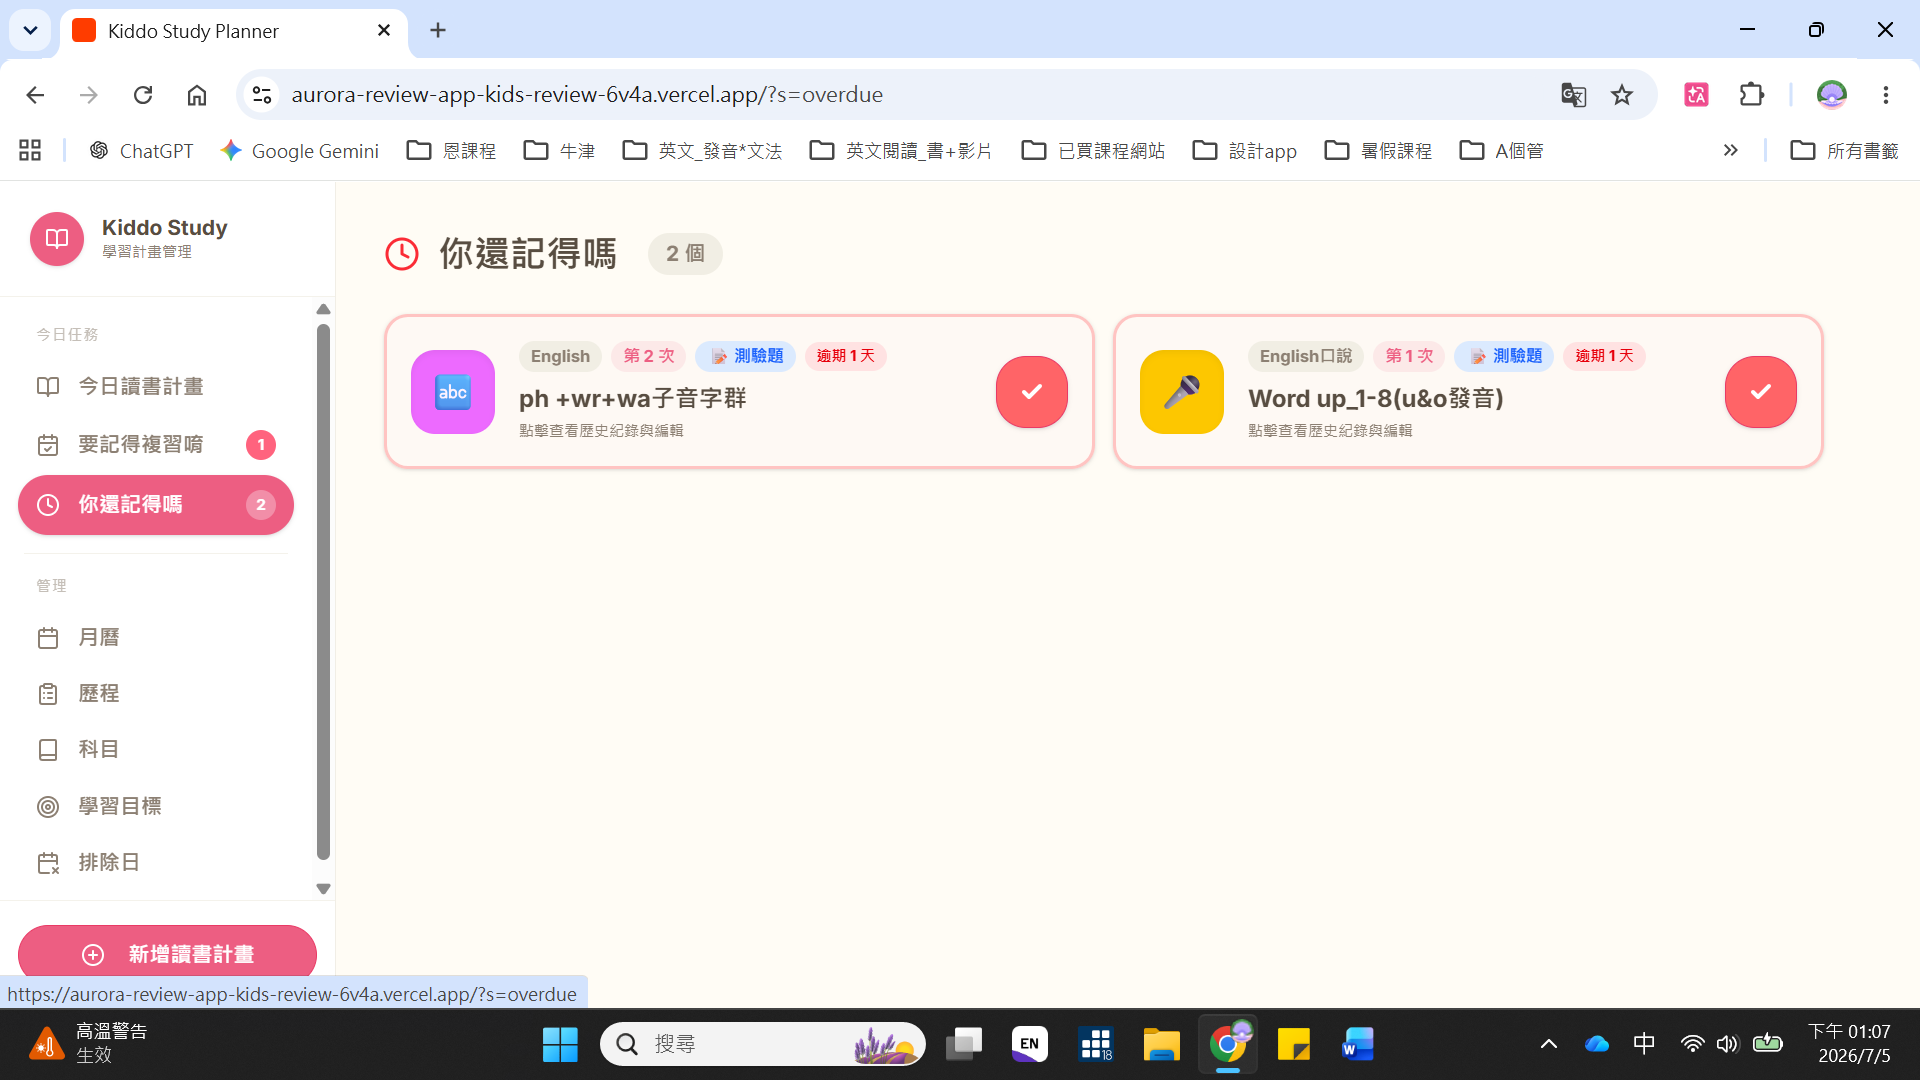 Kiddo Study Planner
aurora-review-app-kids-review-6v4a.vercel.app/?s=overdue
ChatGPT
Google Gemini
恩課程
牛津
英文_發音*文法
英文閱讀_書+影片
已買課程網站
設計app
暑假課程
A個管
所有書籤
Kiddo Study
學習計畫管理
今日任務
今日讀書計畫
要記得複習唷
1
你還記得嗎
2
管理
月曆
歷程
科目
學習目標
排除日
新增讀書計畫
你還記得嗎
2 個
abc
English
第 2 次
測驗題
逾期 1 天
ph +wr+wa子音字群
點擊查看歷史紀錄與編輯
English口說
第 1 次
測驗題
逾期 1 天
Word up_1-8(u&o發音)
點擊查看歷史紀錄與編輯
https://aurora-review-app-kids-review-6v4a.vercel.app/?s=overdue
高溫警告
生效
搜尋
EN
18
W
中
下午 01:07
2026/7/5